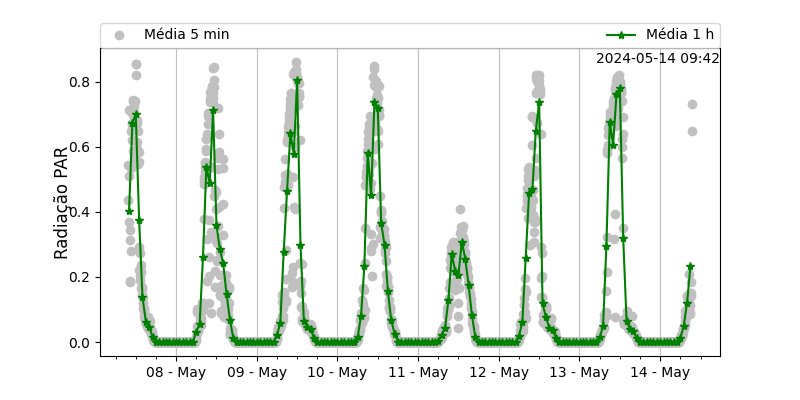 Média 5 min
Média 1 h
2024-05-14 09:42
Radiação PAR
0.8
0.6
0.4
0.2
0.0
08 - May
09 - May
10 - May
11 - May
12 - May
13 - May
14 - May